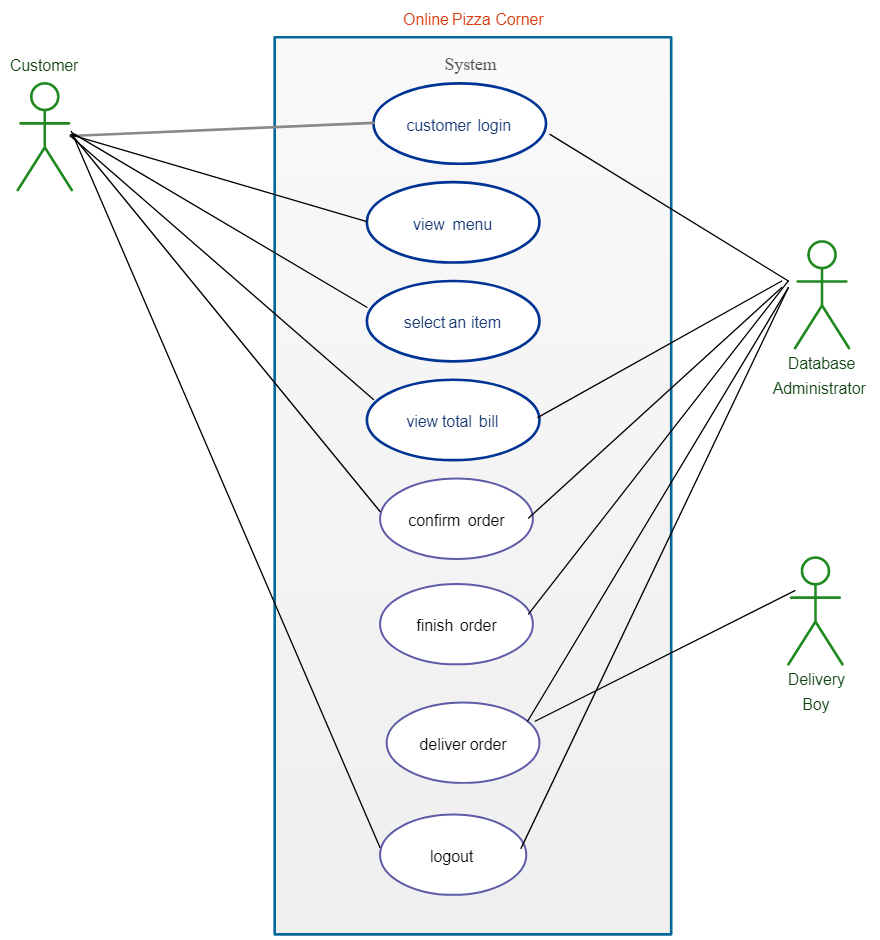 Online Pizza Corner
Customer
System
customer login
view menu
select an item
view total bill
confirm order
finish order
deliver order
logout
Database
Administrator
Delivery
Boy